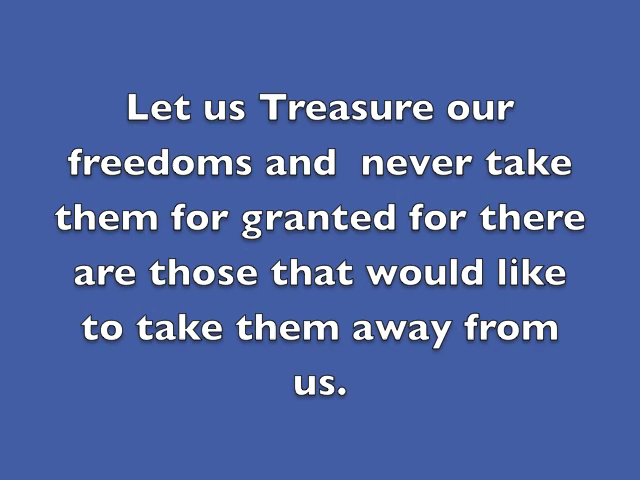 Let us Treasure our
freedoms and  never take
them for granted for there
are those that would like
to take them away from
us.